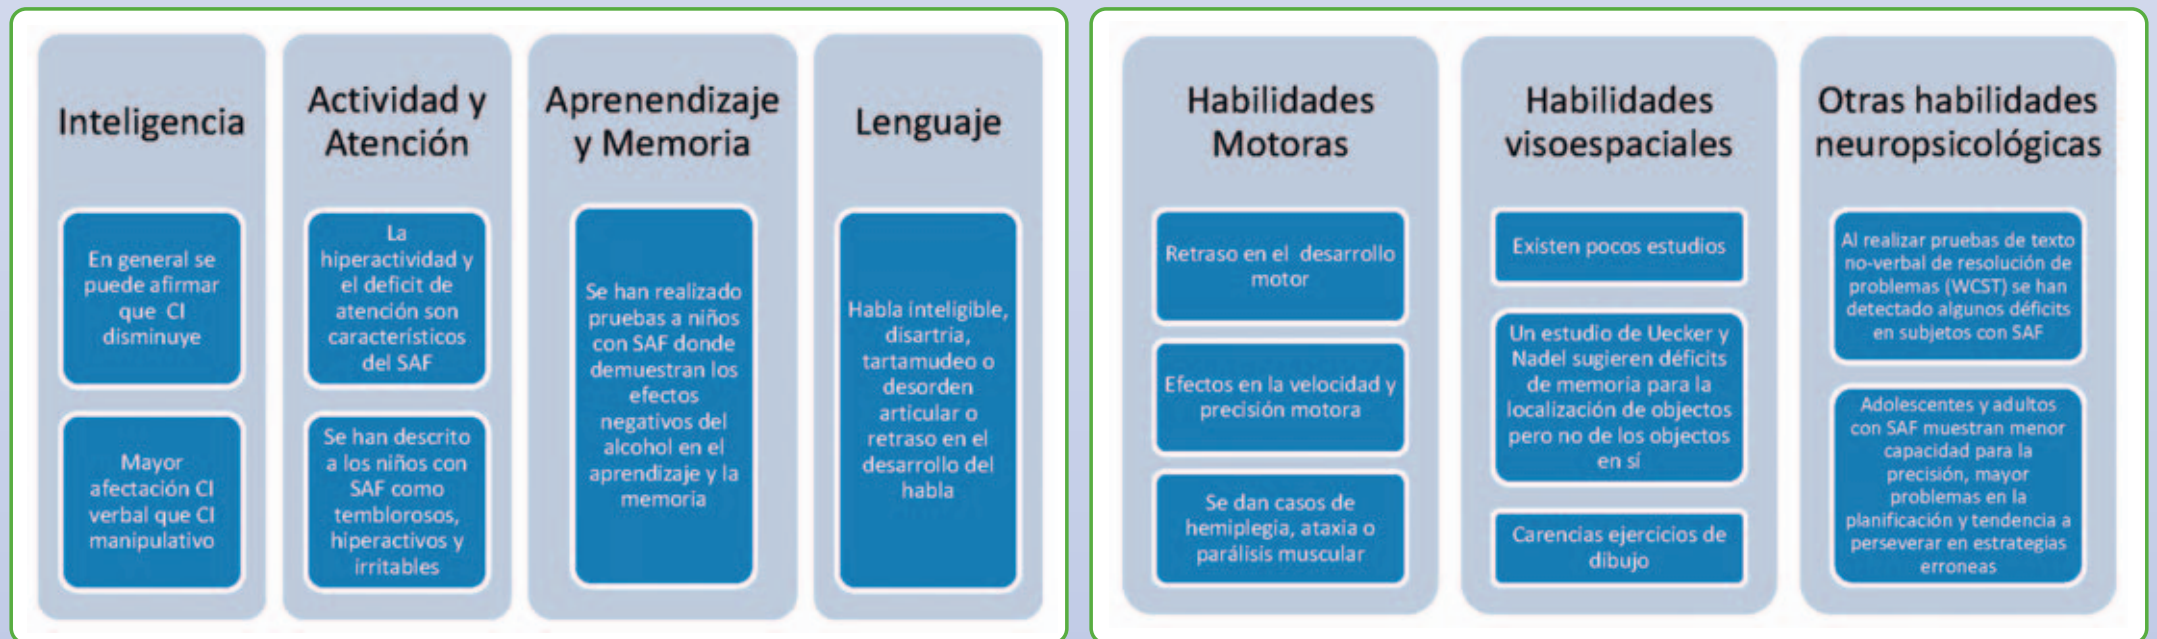 Inteligencia
En general se
puede afirmar
que CI
disminuye
Mayor
afectación CI
verbal que CI
manipulativo
Actividad y
Atención
La
hiperactividad y
el deficit de
atención son
característicos
del SAF
Se han descrito
a los niños con
SAF como
temblorosos,
hiperactivos y
irritables
Aprenendizaje
y Memoria
Se han realizado
pruebas a niños
con SAF donde
demuestran los
efectos
negativos del
alcohol en el
aprendizaje y la
memoria
Lenguaje
Habla inteligible,
disartria,
tartamudeo o
desorden
articular o
retraso en el
desarrollo del
habla
Habilidades
Motoras
Retraso en el desarrollo
motor
Efectos en la velocidad y
precisión motora
Se dan casos de
hemiplegia, ataxia o
parálisis muscular
Habilidades
visoespaciales
Existen pocos estudios
Un estudio de Uecker y
Nadel sugieren déficits
de memoria para la
localización de objectos
pero no de los objectos
en sí
Carencias ejercicios de
dibujo
Otras habilidades
neuropsicológicas
Al realizar pruebas de texto
no-verbal de resolución de
problemas (WCST) se han
detectado algunos déficits
en subjetos con SAF
Adolescentes y adultos
con SAF muestran menor
capacidad para la
precisión, mayor
problemas en la
planificación y tendencia a
perseverar en estrategias
erroneas